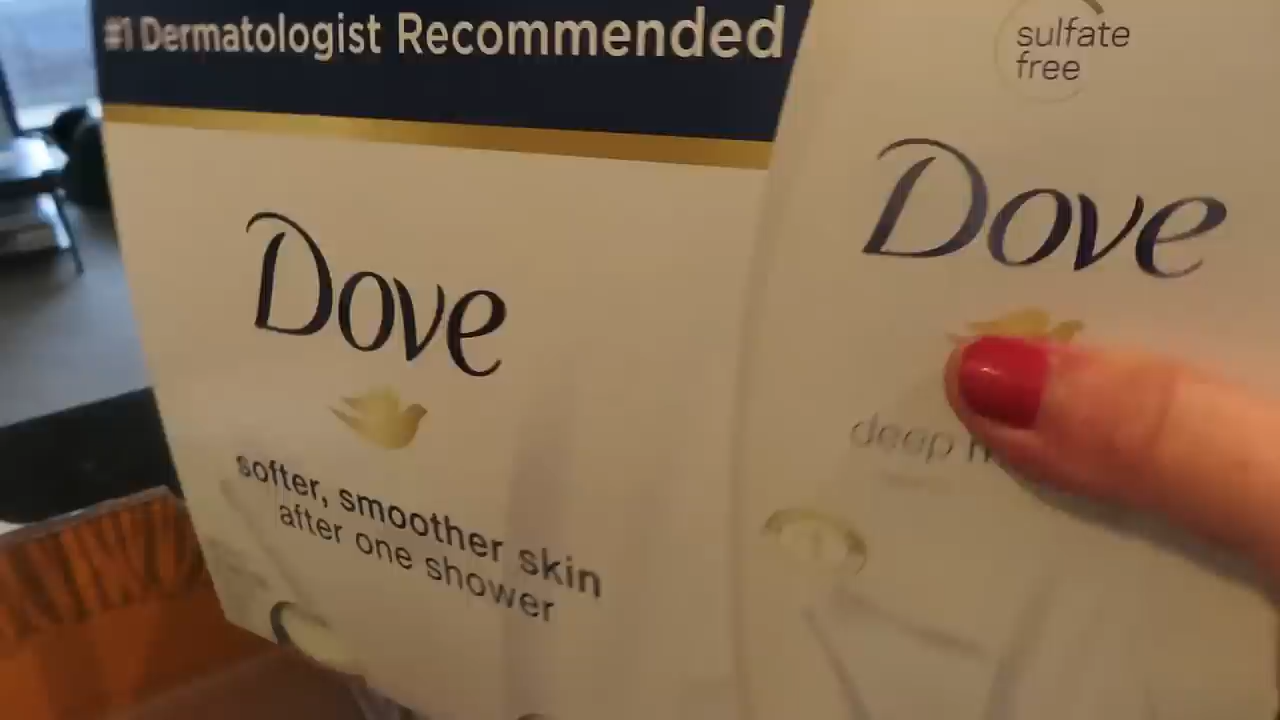 #1 Dermatologist Recommended
Dove
softer, smoother skin
after one shower
sulfate
free
Dove
deep